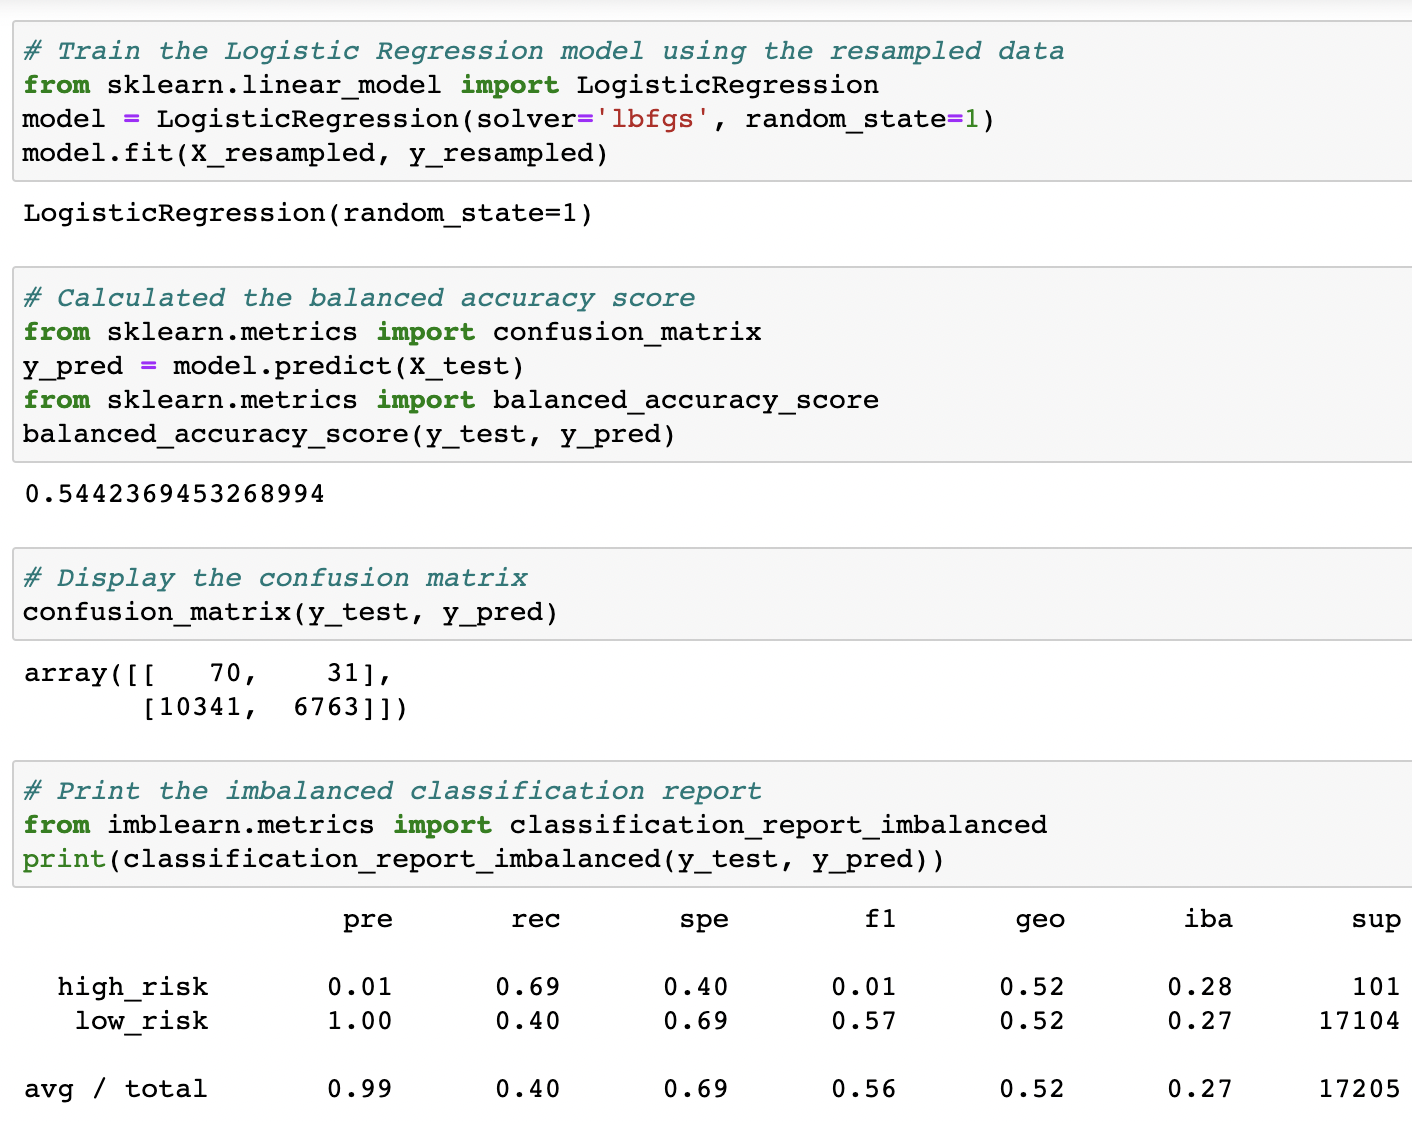 # Train the Logistic Regression model using the resampled data
from sklearn.linear_model import LogisticRegression
model = LogisticRegression(solver='lbfgs', random_state=1)
model.fit(X_resampled, y_resampled)
LogisticRegression(random_state=1)
# Calculated the balanced accuracy score
from sklearn.metrics import confusion_matrix
y_pred = model.predict(X_test)
from sklearn.metrics import balanced_accuracy_score
balanced_accuracy_score(y_test, y_pred)
0.5442369453268994
# Display the confusion matrix
confusion_matrix(y_test, y_pred)
array([[   70,    31],
       [10341,  6763]])
# Print the imbalanced classification report
from imblearn.metrics import classification_report_imbalanced
print(classification_report_imbalanced(y_test, y_pred))
                   pre       rec       spe        f1       geo       iba       sup
  high_risk       0.01      0.69      0.40      0.01      0.52      0.28       101
   low_risk       1.00      0.40      0.69      0.57      0.52      0.27     17104
avg / total       0.99      0.40      0.69      0.56      0.52      0.27     17205